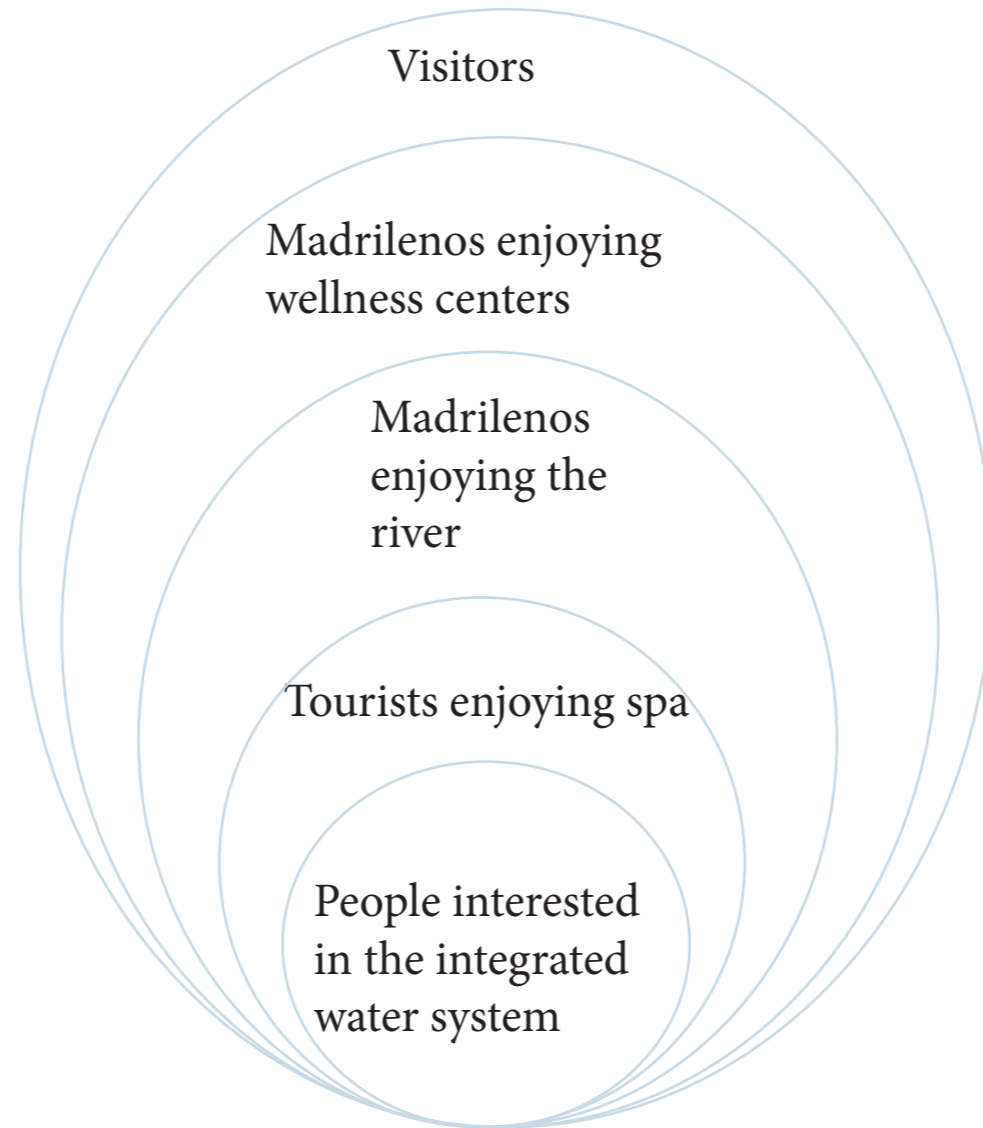 Visitors
Madrilenos enjoying
wellness centers
Madrilenos
enjoying the
river
Tourists enjoying spa
People interested
in the integrated
water system